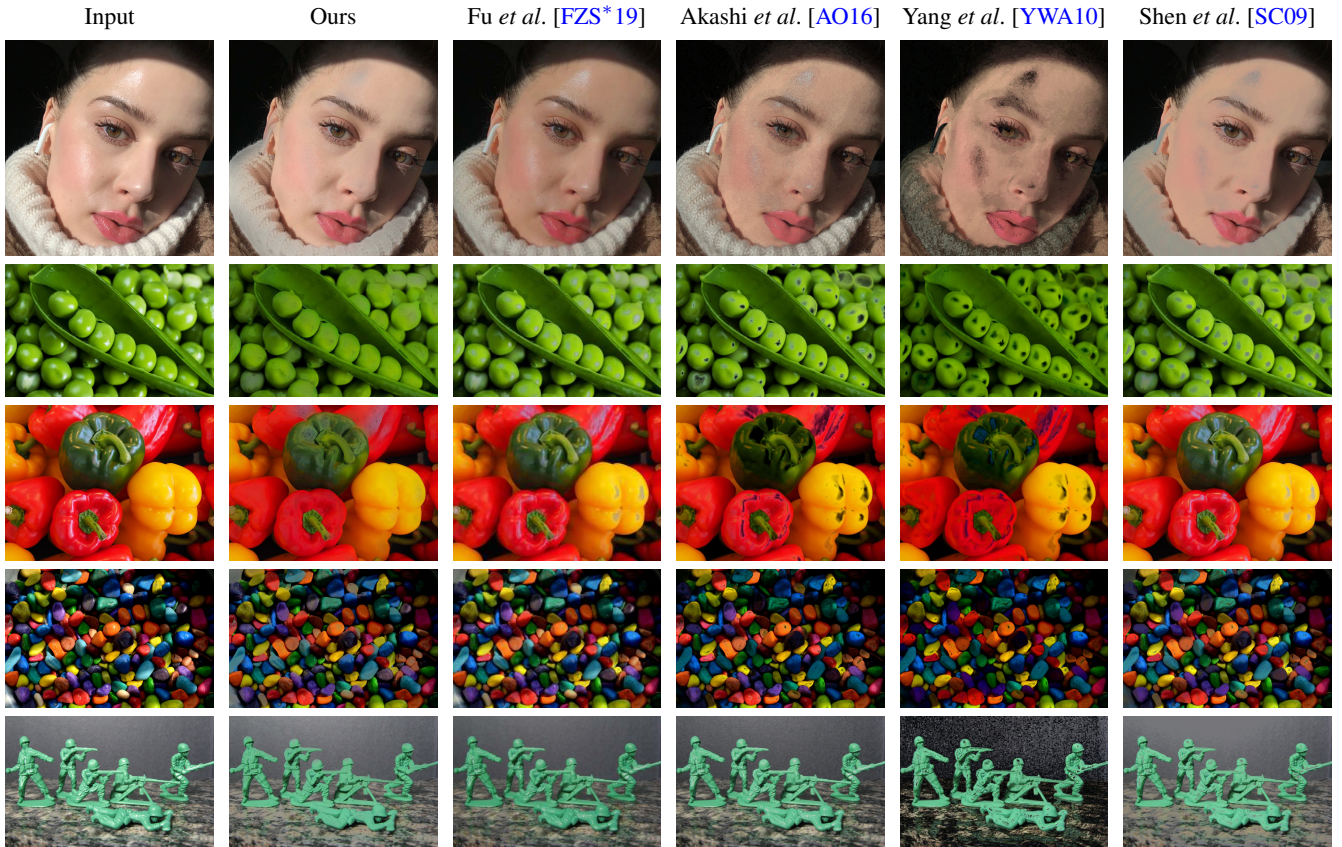 Input Ours Fu et al. [FZS*19] Akashi et al. [AO16] Yang et al. [YWA10] Shen et al. [SC09]